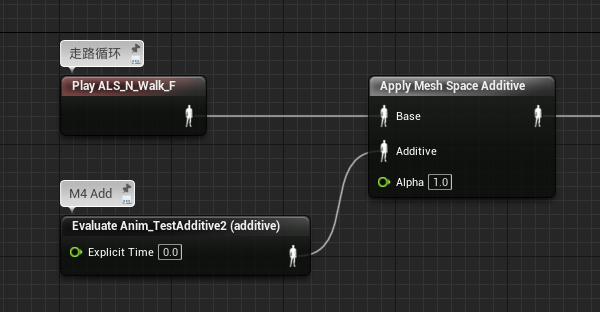 走路循环
Play ALS_N_Walk_F
Apply Mesh Space Additive
Base
Additive
Alpha 1.0
M4 Add
Evaluate Anim_TestAdditive2 (additive)
Explicit Time 0.0